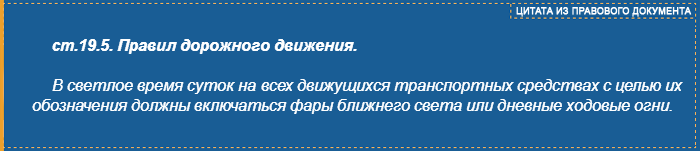 ЦИТАТА ИЗ ПРАВОВОГО ДОКУМЕНТА
ст.19.5. Правил дорожного движения.
В светлое время суток на всех движущихся транспортных средствах с целью их
обозначения должны включаться фары ближнего света или дневные ходовые огни.